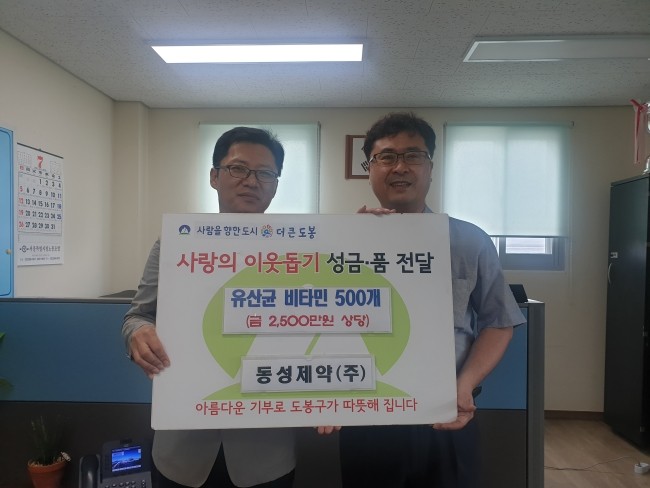 사람을 향한 도시 더 큰 도봉
사랑의 이웃돕기 성금·품 전달
유산균 비타민 500개
(금 2,500만원 상당)
동성제약(주)
아름다운 기부로 도봉구가 따뜻해 집니다
7